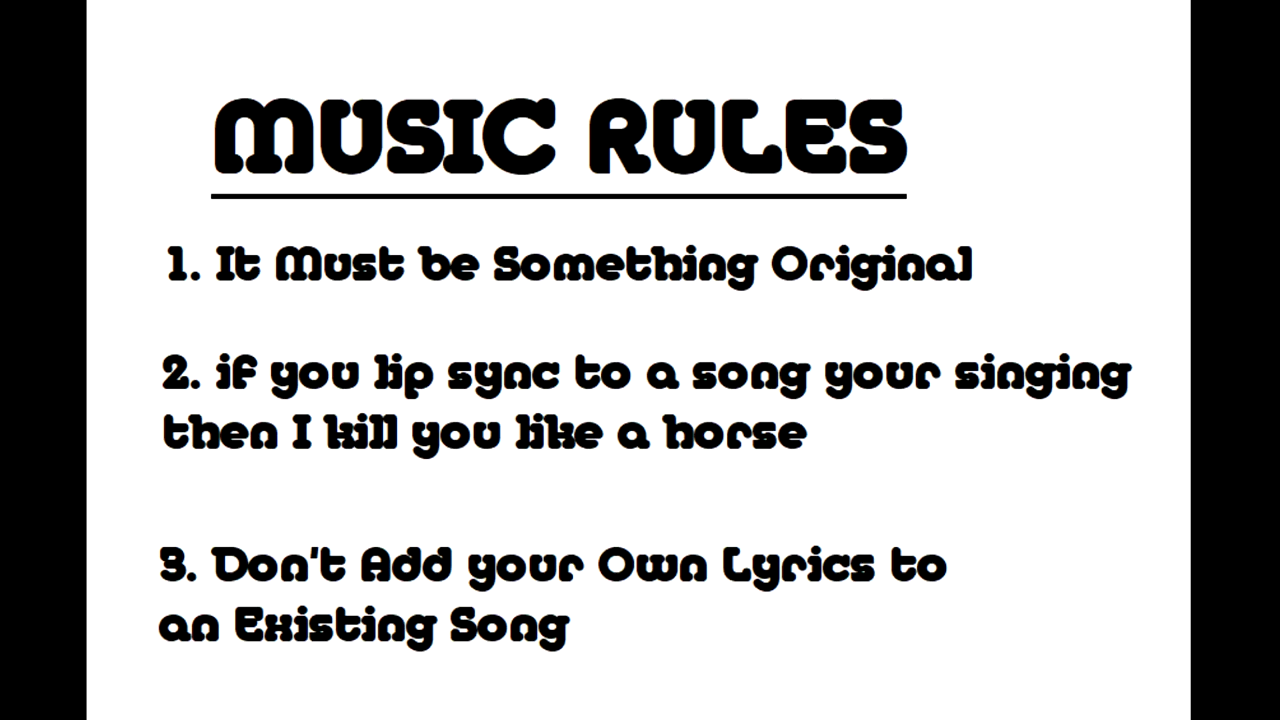 MUSIC RULES
1. It Must be Something Original
2. if you lip sync to a song your singing
then I kill you like a horse
3. Don't Add your Own Lyrics to
an Existing Song